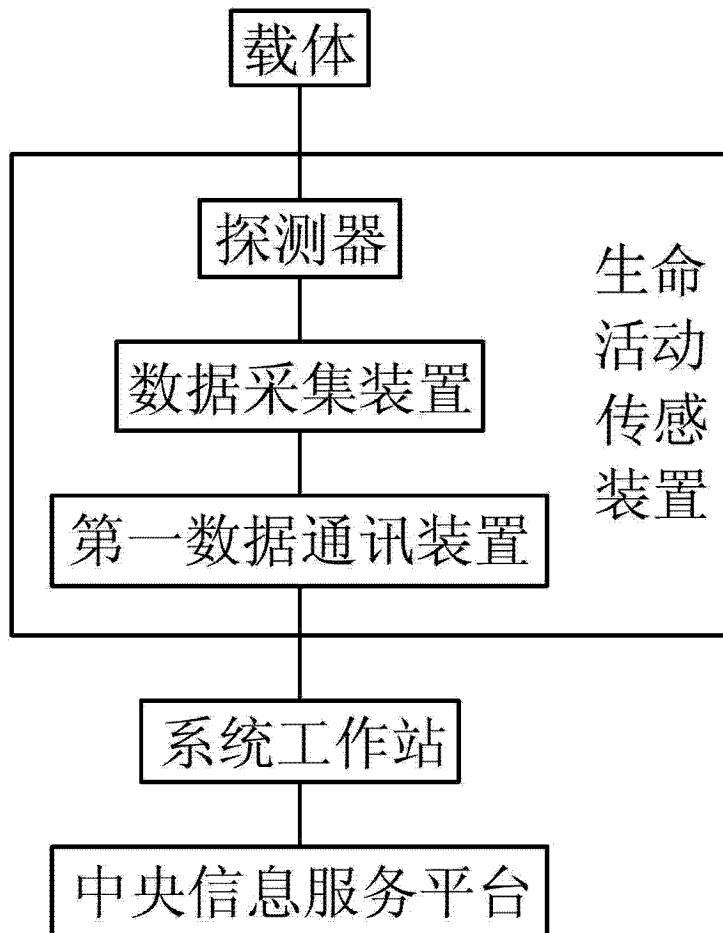 载体
探测器
数据采集装置
第一数据通讯装置
生命
活动
传感
装置
系统工作站
中央信息服务平台